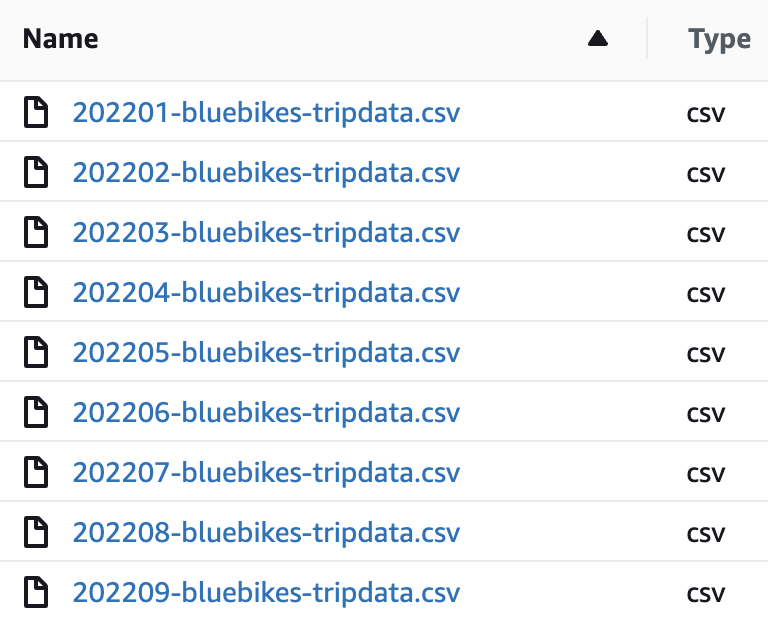 Name Type
202201-bluebikes-tripdata.csv csv
202202-bluebikes-tripdata.csv csv
202203-bluebikes-tripdata.csv csv
202204-bluebikes-tripdata.csv csv
202205-bluebikes-tripdata.csv csv
202206-bluebikes-tripdata.csv csv
202207-bluebikes-tripdata.csv csv
202208-bluebikes-tripdata.csv csv
202209-bluebikes-tripdata.csv csv